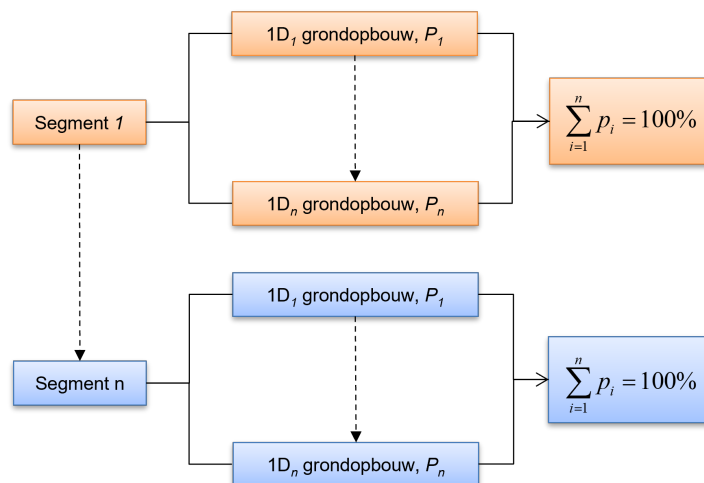 1D₁ grondopbouw, P₁
Segment 1
1Dₙ grondopbouw, Pₙ
n
∑ pᵢ = 100%
i=1
1D₁ grondopbouw, P₁
Segment n
1Dₙ grondopbouw, Pₙ
n
∑ pᵢ = 100%
i=1